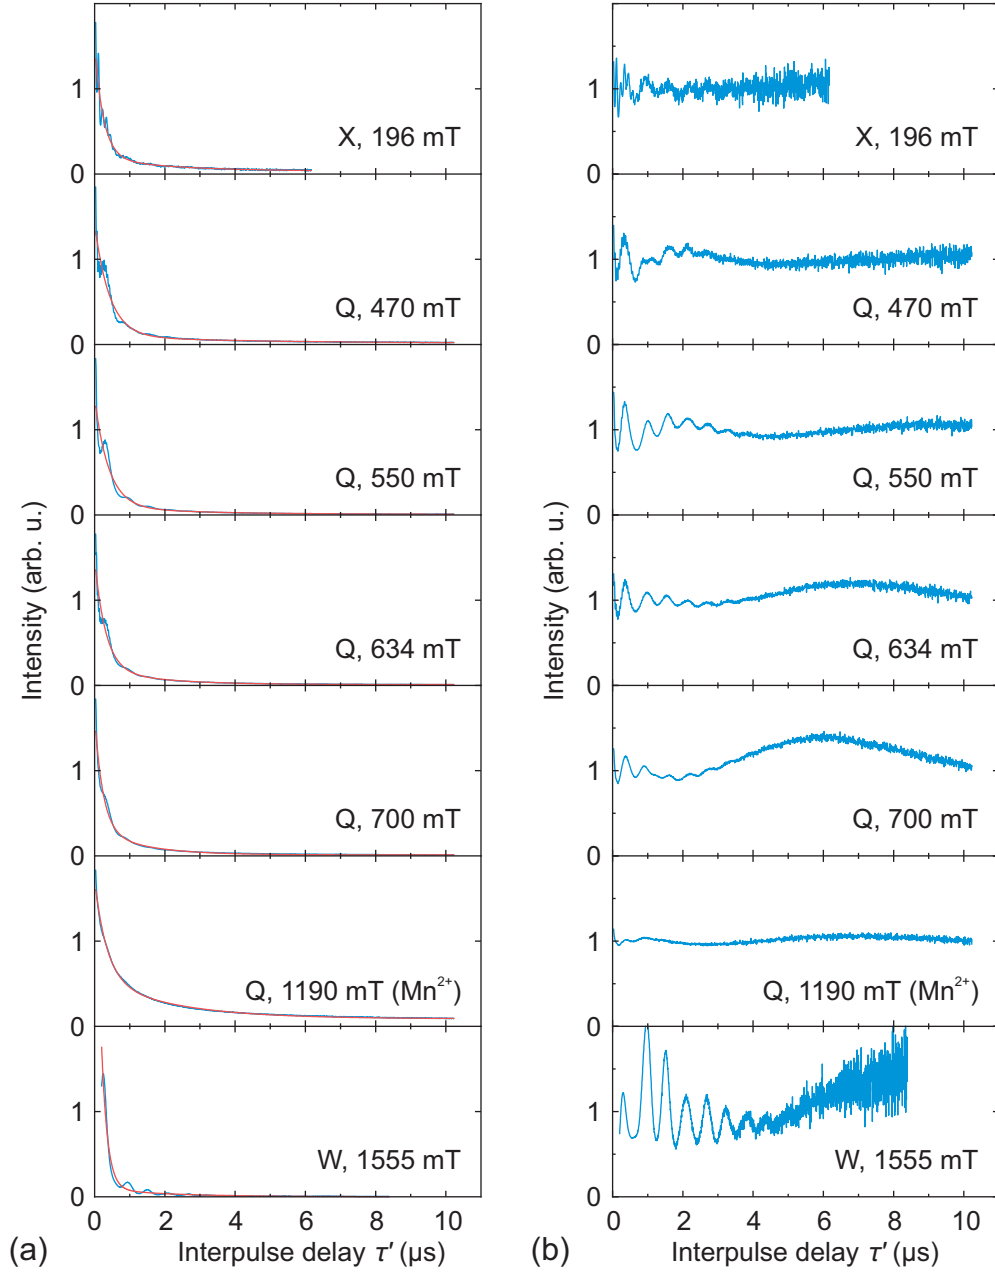 Intensity (arb. u.)
1
0
X, 196 mT
1
0
Q, 470 mT
1
0
Q, 550 mT
1
0
Q, 634 mT
1
0
Q, 700 mT
1
0
Q, 1190 mT (Mn²⁺)
1
0
W, 1555 mT
0 2 4 6 8 10
(a) Interpulse delay τ′ (µs)
Intensity (arb. u.)
1
0
X, 196 mT
1
0
Q, 470 mT
1
0
Q, 550 mT
1
0
Q, 634 mT
1
0
Q, 700 mT
1
0
Q, 1190 mT (Mn²⁺)
1
0
W, 1555 mT
0 2 4 6 8 10
(b) Interpulse delay τ′ (µs)